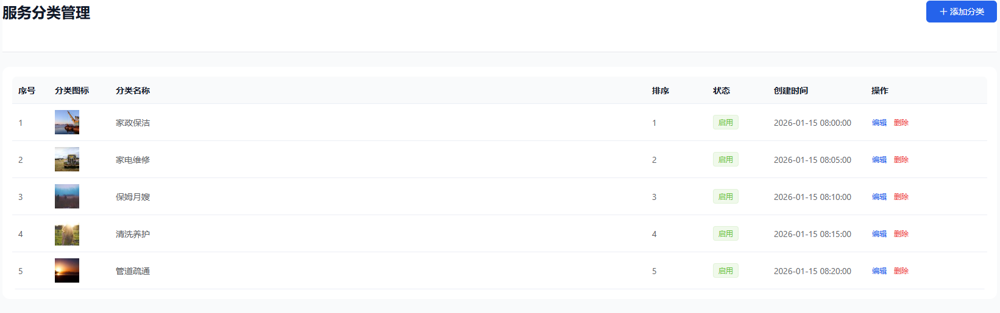 服务分类管理
+ 添加分类
序号 分类图标 分类名称 排序 状态 创建时间 操作
1 家政保洁 1 启用 2026-01-15 08:00:00 编辑 删除
2 家电维修 2 启用 2026-01-15 08:05:00 编辑 删除
3 保姆月嫂 3 启用 2026-01-15 08:10:00 编辑 删除
4 清洗养护 4 启用 2026-01-15 08:15:00 编辑 删除
5 管道疏通 5 启用 2026-01-15 08:20:00 编辑 删除